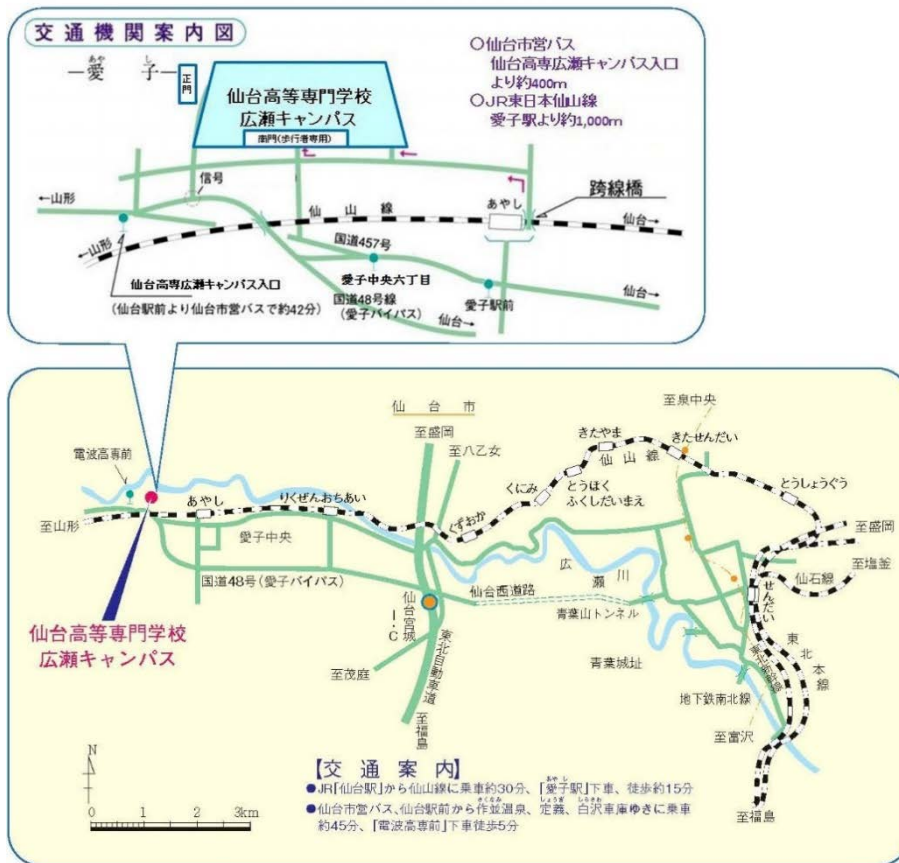 交通機関案内図
あや し
―愛 子―
正門
仙台高等専門学校
広瀬キャンパス
南門(歩行者専用)
○仙台市営バス
仙台高専広瀬キャンパス入口
より約400m
○JR東日本仙山線
愛子駅より約1,000m
信号
跨線橋
←山形
仙山線
あやし
仙台→
←山形
国道457号
仙台高専広瀬キャンパス入口
(仙台駅前より仙台市営バスで約42分)
愛子中央六丁目
国道48号線
(愛子バイパス)
愛子駅前
仙台→
仙台→
仙台市
至泉中央
至盛岡
至八乙女
きたやま
きたせんだい
仙山線
電波高専前
くにみ
とうほく
ふくしだいまえ
とうしょうぐう
あやし
りくぜんおちあい
くずおか
至山形
愛子中央
至盛岡
至塩釜
広瀬川
仙石線
せんだい
国道48号(愛子バイパス)
仙台宮城
I・C
仙台西道路
青葉山トンネル
仙台高等専門学校
広瀬キャンパス
東北自動車道
青葉城址
東北本線
至茂庭
地下鉄南北線
至富沢
至福島
至福島
N
0 1 2 3km
【交通案内】
あやし
●JR「仙台駅」から仙山線に乗車約30分、「愛子駅」下車、徒歩約15分
さくなみ じょうぎ しらさわ
●仙台市営バス、仙台駅前から作並温泉、定義、白沢車庫ゆきに乗車
約45分、「電波高専前」下車徒歩5分